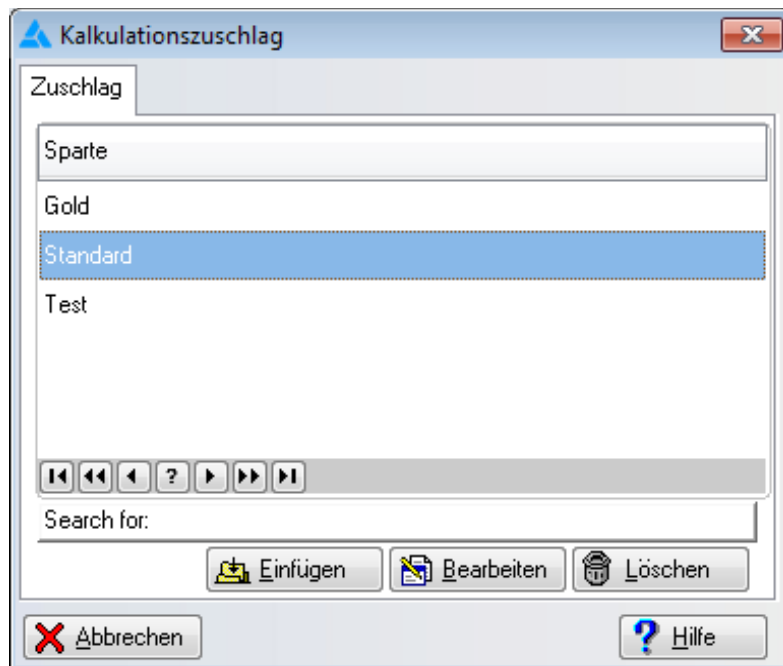 Kalkulationszuschlag
Zuschlag
Sparte
Gold
Standard
Test
?
Search for:
Einfügen Bearbeiten Löschen
Abbrechen ? Hilfe